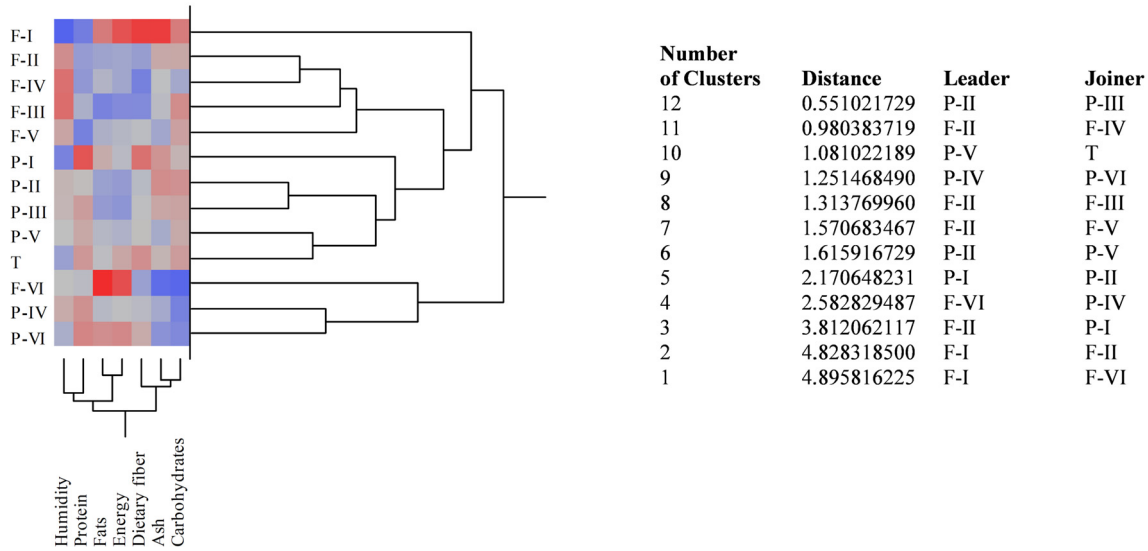 F-I
F-II
F-IV
F-III
F-V
P-I
P-II
P-III
P-V
T
F-VI
P-IV
P-VI
Humidity
Protein
Fats
Energy
Dietary fiber
Ash
Carbohydrates
Number
of Clusters Distance Leader Joiner
12 0.551021729 P-II P-III
11 0.980383719 F-II F-IV
10 1.081022189 P-V T
9 1.251468490 P-IV P-VI
8 1.313769960 F-II F-III
7 1.570683467 F-II F-V
6 1.615916729 P-II P-V
5 2.170648231 P-I P-II
4 2.582829487 F-VI P-IV
3 3.812062117 F-II P-I
2 4.828318500 F-I F-II
1 4.895816225 F-I F-VI